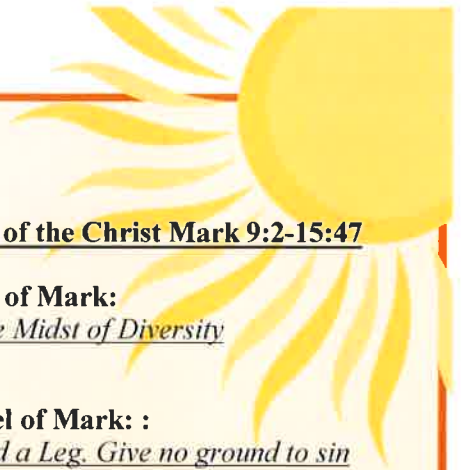 of the Christ Mark 9:2-15:47
of Mark:
Midst of Diversity
of Mark: :
a Leg. Give no ground to sin